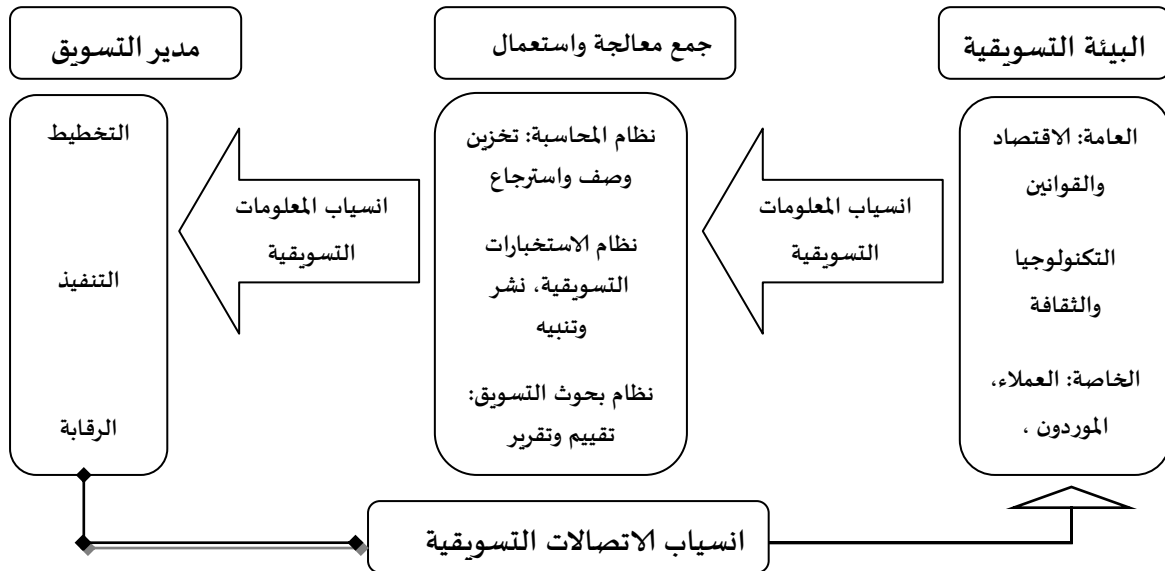 البيئة التسويقية
جمع معالجة واستعمال
مدير التسويق
العامة: الاقتصاد
والقوانين
التكنولوجيا
والثقافة
الخاصة: العملاء،
الموردون ،
انسياب المعلومات
التسويقية
نظام المحاسبة: تخزين
وصف واسترجاع
نظام الاستخبارات
التسويقية، نشر
وتنبيه
نظام بحوث التسويق:
تقييم وتقرير
انسياب المعلومات
التسويقية
التخطيط
التنفيذ
الرقابة
انسياب الاتصالات التسويقية